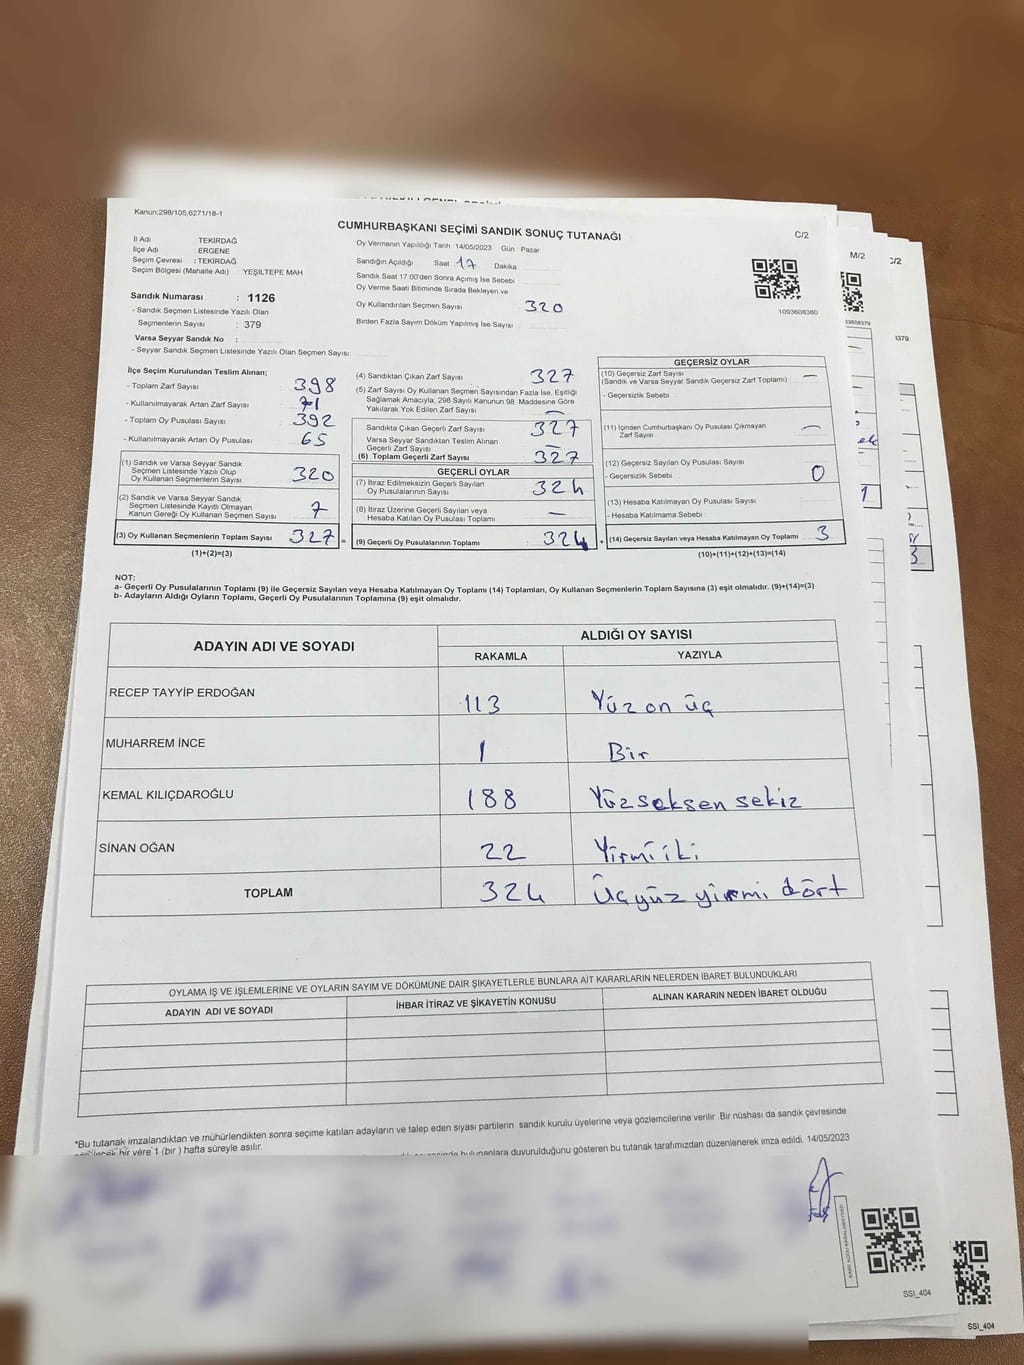 Kanun:298/105,6271/18-1
CUMHURBAŞKANI SEÇİMİ SANDIK SONUÇ TUTANAĞI
C/2
M/2
C/2
İl Adı TEKİRDAĞ
İlçe Adı : ERGENE
Seçim Çevresi : TEKİRDAĞ
Seçim Bölgesi (Mahalle Adı) : YEŞİLTEPE MAH
Oy Vermenin Yapıldığı Tarih 14/05/2023 Gün : Pazar
Sandığın Açıldığı Saat 17 Dakika
Sandık Saat 17:00'den Sonra Açımış İse Sebebi
Oy Verme Saati Bitiminde Sırada Bekleyen ve
Oy Kullandırılan Seçmen Sayısı 320
Birden Fazla Sayım Döküm Yapılmış İse Sayısı
1093608380
Sandık Numarası : 1126
- Sandık Seçmen Listesinde Yazılı Olan
Seçmenlerin Sayısı : 379
Varsa Seyyar Sandık No :
- Seyyar Sandık Seçmen Listesinde Yazılı Olan Seçmen Sayısı
İlçe Seçim Kurulundan Teslim Alınan;
- Toplam Zarf Sayısı 398
- Kullanılmayarak Artan Zarf Sayısı 71
- Toplam Oy Pusulası Sayısı 392
- Kullanılmayarak Artan Oy Pusulası 65
(1) Sandık ve Varsa Seyyar Sandık
Seçmen Listesinde Yazılı Olup
Oy Kullanan Seçmenlerin Sayısı 320
(2) Sandık ve Varsa Seyyar Sandık
Seçmen Listesinde Kayıtlı Olmayan
Kanun Gereği Oy Kullanan Seçmen Sayısı 7
(3) Oy Kullanan Seçmenlerin Toplam Sayısı 327 =
(1)+(2)=(3)
(4) Sandıktan Çıkan Zarf Sayısı 327
(5) Zarf Sayısı Oy Kullanan Seçmen Sayısından Fazla İse, Eşitliği
Sağlamak Amacıyla; 298 Sayılı Kanunun 98. Maddesine Göre
Yakılarak Yok Edilen Zarf Sayısı —
Sandıkta Çıkan Geçerli Zarf Sayısı 327
Varsa Seyyar Sandıktan Teslim Alınan
Geçerli Zarf Sayısı —
(6) Toplam Geçerli Zarf Sayısı 327
GEÇERLİ OYLAR
(7) İtiraz Edilmeksizin Geçerli Sayılan
Oy Pusulalarının Sayısı 324
(8) İtiraz Üzerine Geçerli Sayılan veya
Hesaba Katılan Oy Pusulası Toplamı —
(9) Geçerli Oy Pusulalarının Toplamı 324 +
GEÇERSİZ OYLAR
(10) Geçersiz Zarf Sayısı
(Sandık ve Varsa Seyyar Sandık Geçersiz Zarf Toplamı) —
- Geçersizlik Sebebi
(11) İçinden Cumhurbaşkanı Oy Pusulası Çıkmayan
Zarf Sayısı —
(12) Geçersiz Sayılan Oy Pusulası Sayısı
- Geçersizlik Sebebi 0
(13) Hesaba Katılmayan Oy Pusulası Sayısı
- Hesaba Katılmama Sebebi
(14) Geçersiz Sayılan veya Hesaba Katılmayan Oy Toplamı 3
(10)+(11)+(12)+(13)=(14)
NOT:
a- Geçerli Oy Pusulalarının Toplamı (9) ile Geçersiz Sayılan veya Hesaba Katılmayan Oy Toplamı (14) Toplamları, Oy Kullanan Seçmenlerin Toplam Sayısına (3) eşit olmalıdır. (9)+(14)=(3)
b- Adayların Aldığı Oyların Toplamı, Geçerli Oy Pusulalarının Toplamına (9) eşit olmalıdır.
ADAYIN ADI VE SOYADI
ALDIĞI OY SAYISI
RAKAMLA YAZIYLA
RECEP TAYYİP ERDOĞAN 113 Yüz on üç
MUHARREM İNCE 1 Bir
KEMAL KILIÇDAROĞLU 188 Yüzseksen sekiz
SİNAN OĞAN 22 Yirmi iki
TOPLAM 324 Üçyüz yirmi dört
OYLAMA İŞ VE İŞLEMLERİNE VE OYLARIN SAYIM VE DÖKÜMÜNE DAİR ŞİKAYETLERLE BUNLARA AİT KARARLARIN NELERDEN İBARET BULUNDUKLARI
ADAYIN ADI VE SOYADI İHBAR İTİRAZ VE ŞİKAYETİN KONUSU ALINAN KARARIN NEDEN İBARET OLDUĞU
*Bu tutanak imzalandıktan ve mühürlendikten sonra seçime katılan adayların ve talep eden siyasi partilerin sandık kurulu üyelerine veya gözlemcilerine verilir. Bir nüshası da sandık çevresinde
bir yere 1 (bir ) hafta süreyle asılır.
bulunanlara duyurulduğunu gösteren bu tutanak tarafımızdan düzenlenerek imza edildi. 14/05/2023
SSI_404
SSI_404